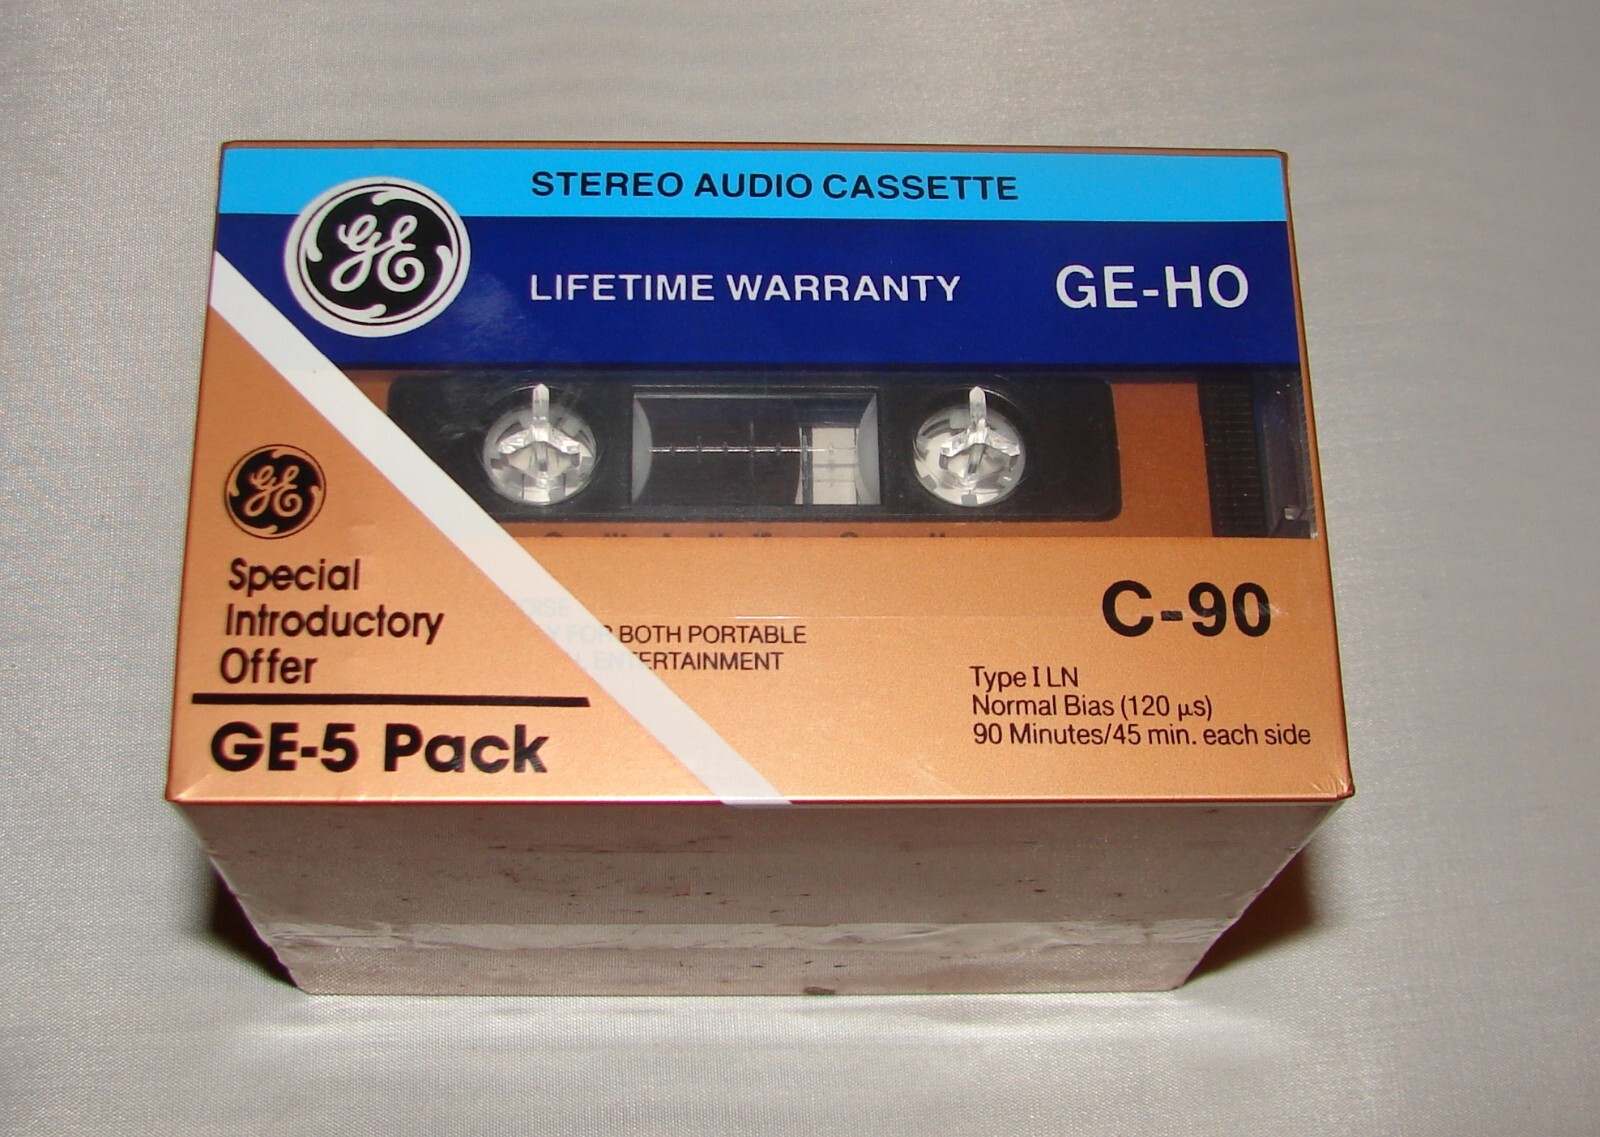 STEREO AUDIO CASSETTE
GE
LIFETIME WARRANTY
GE-HO
GE
Special
Introductory
Offer
GE-5 Pack
FOR BOTH PORTABLE
ENTERTAINMENT
C-90
Type I LN
Normal Bias (120 µs)
90 Minutes/45 min. each side